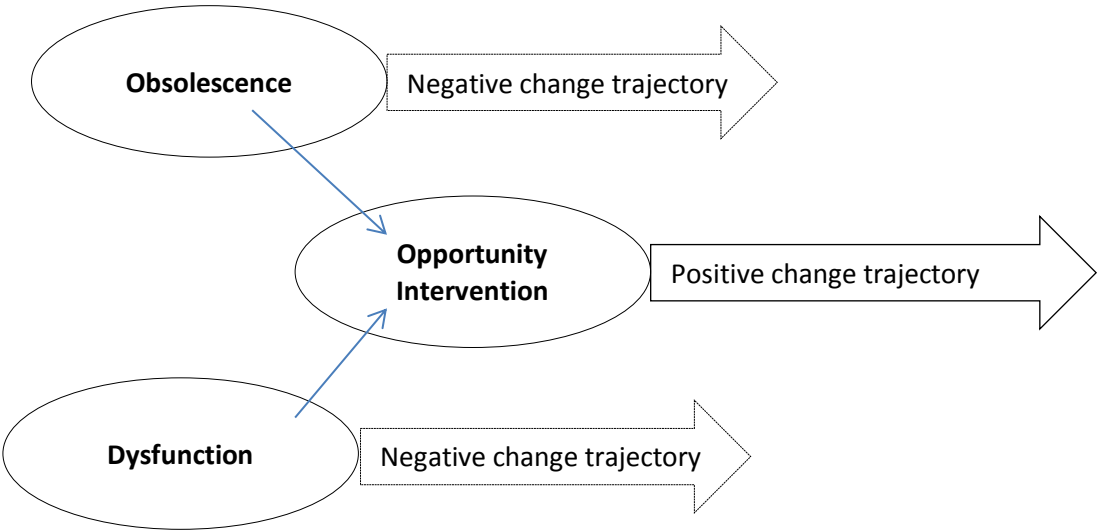 Obsolescence
Negative change trajectory
Opportunity
Intervention
Positive change trajectory
Dysfunction
Negative change trajectory